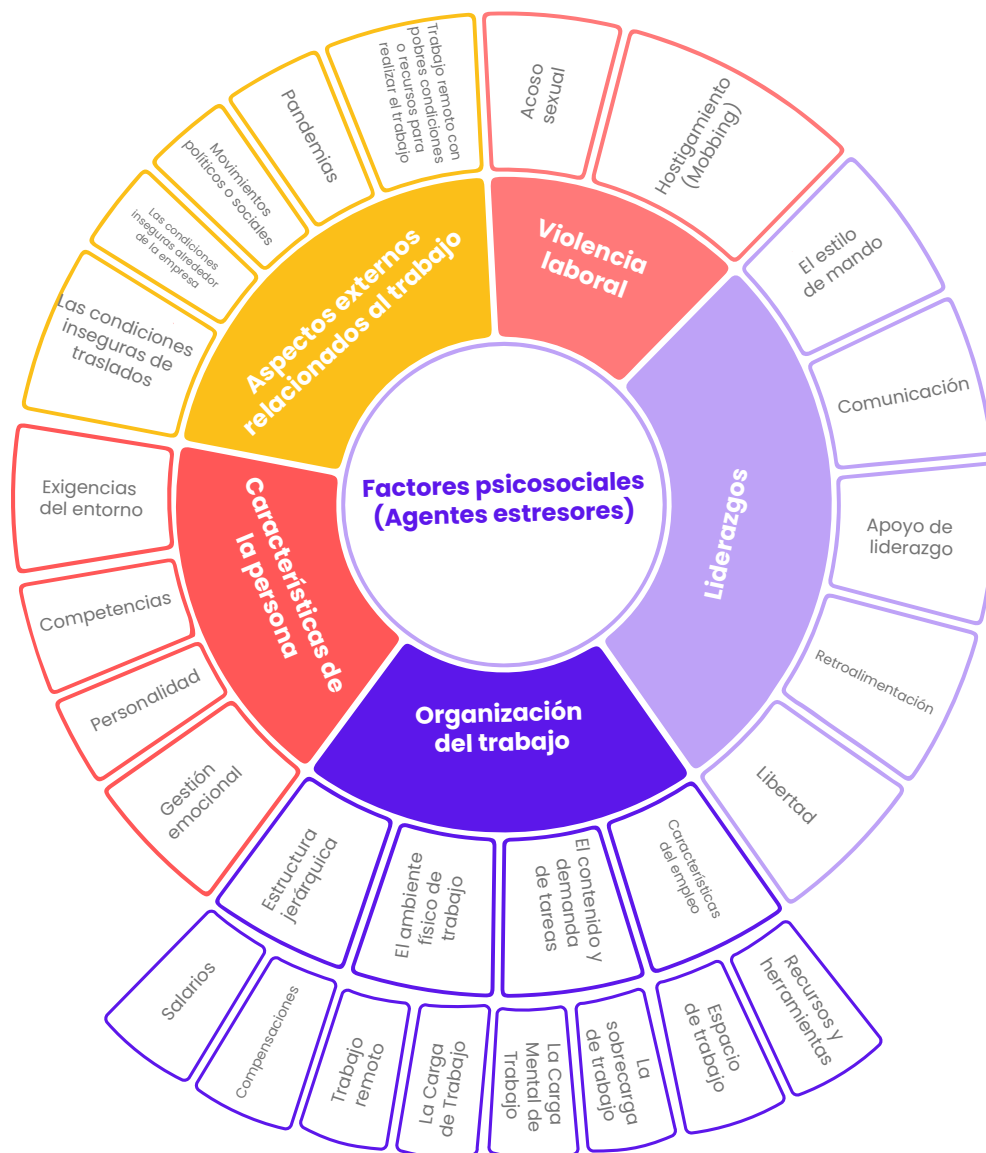 Factores psicosociales
(Agentes estresores)
Violencia
laboral
Acoso
sexual
Hostigamiento
(Mobbing)
Liderazgos
El estilo
de mando
Comunicación
Apoyo de
liderazgo
Retroalimentación
Libertad
Organización
del trabajo
Características
del empleo
El contenido y
demanda
de tareas
El ambiente
físico de
trabajo
Estructura
jerárquica
Recursos y
herramientas
Espacio
de trabajo
La
sobrecarga
de trabajo
La Carga
Mental de
Trabajo
La Carga
de Trabajo
Trabajo
remoto
Compensaciones
Salarios
Características de
la persona
Gestión
emocional
Personalidad
Competencias
Exigencias
del entorno
Aspectos externos
relacionados al trabajo
Las condiciones
inseguras de
traslados
Las condiciones
inseguras alrededor
de la empresa
Movimientos
políticos o sociales
Pandemias
Trabajo remoto con
pobres condiciones
o recursos para
realizar el trabajo